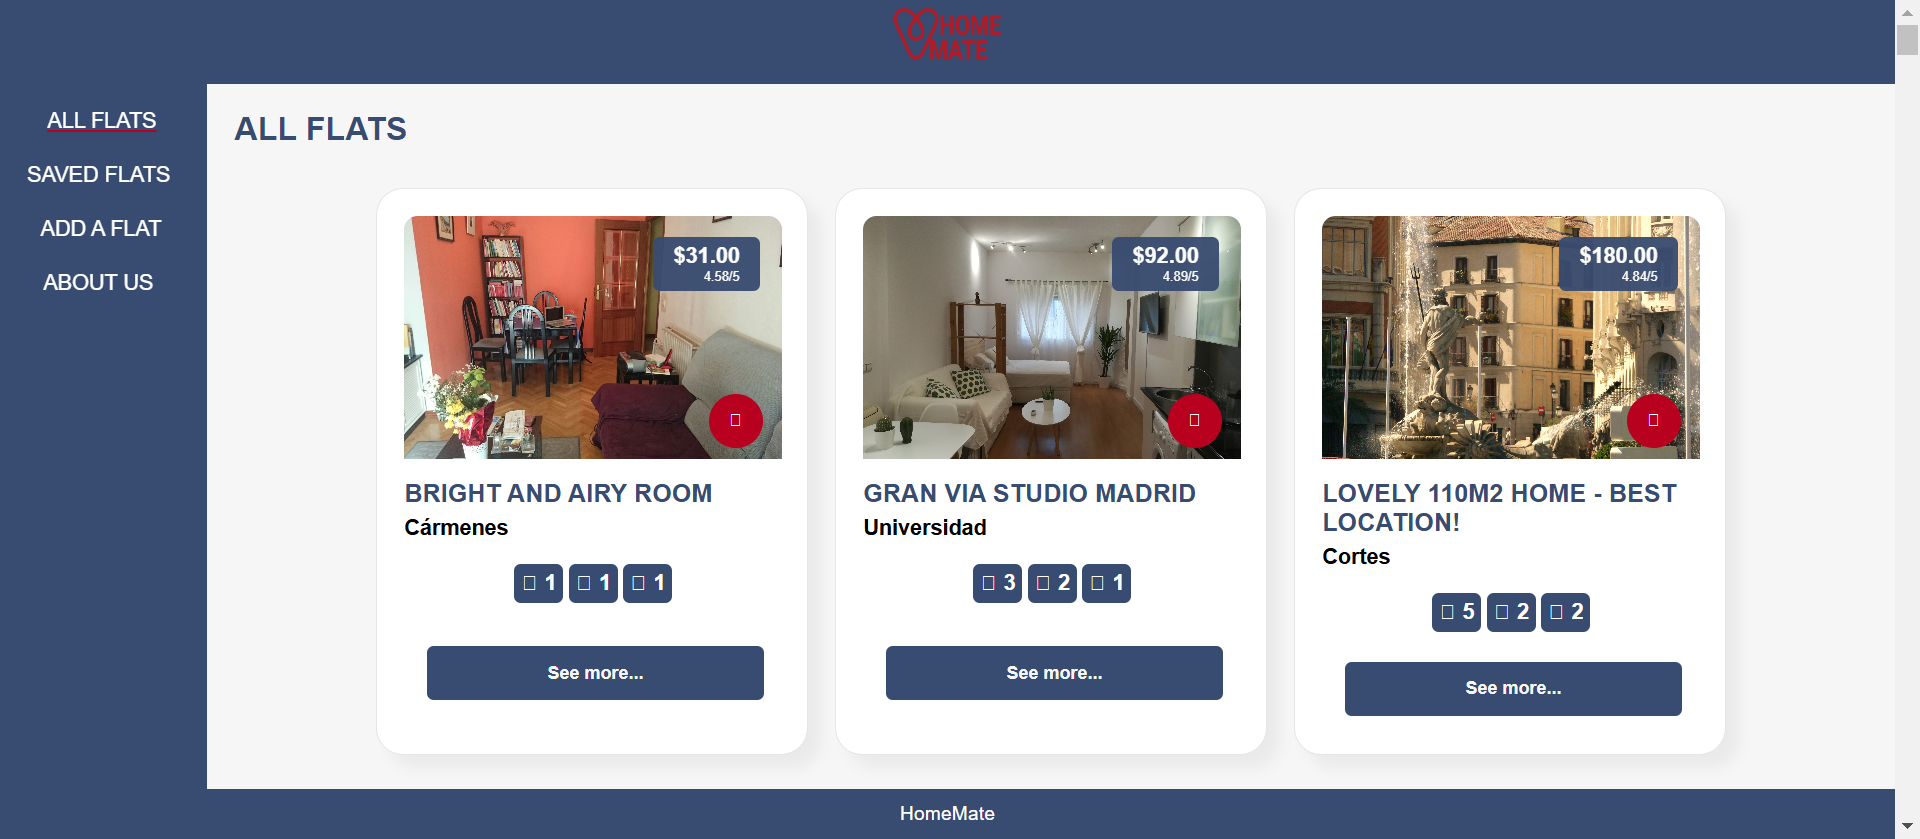 HOME
MATE
ALL FLATS
SAVED FLATS
ADD A FLAT
ABOUT US
ALL FLATS
$31.00
4.58/5
BRIGHT AND AIRY ROOM
Cármenes
1 1 1
See more...
$92.00
4.89/5
GRAN VIA STUDIO MADRID
Universidad
3 2 1
See more...
$180.00
4.84/5
LOVELY 110M2 HOME - BEST
LOCATION!
Cortes
5 2 2
See more...
HomeMate